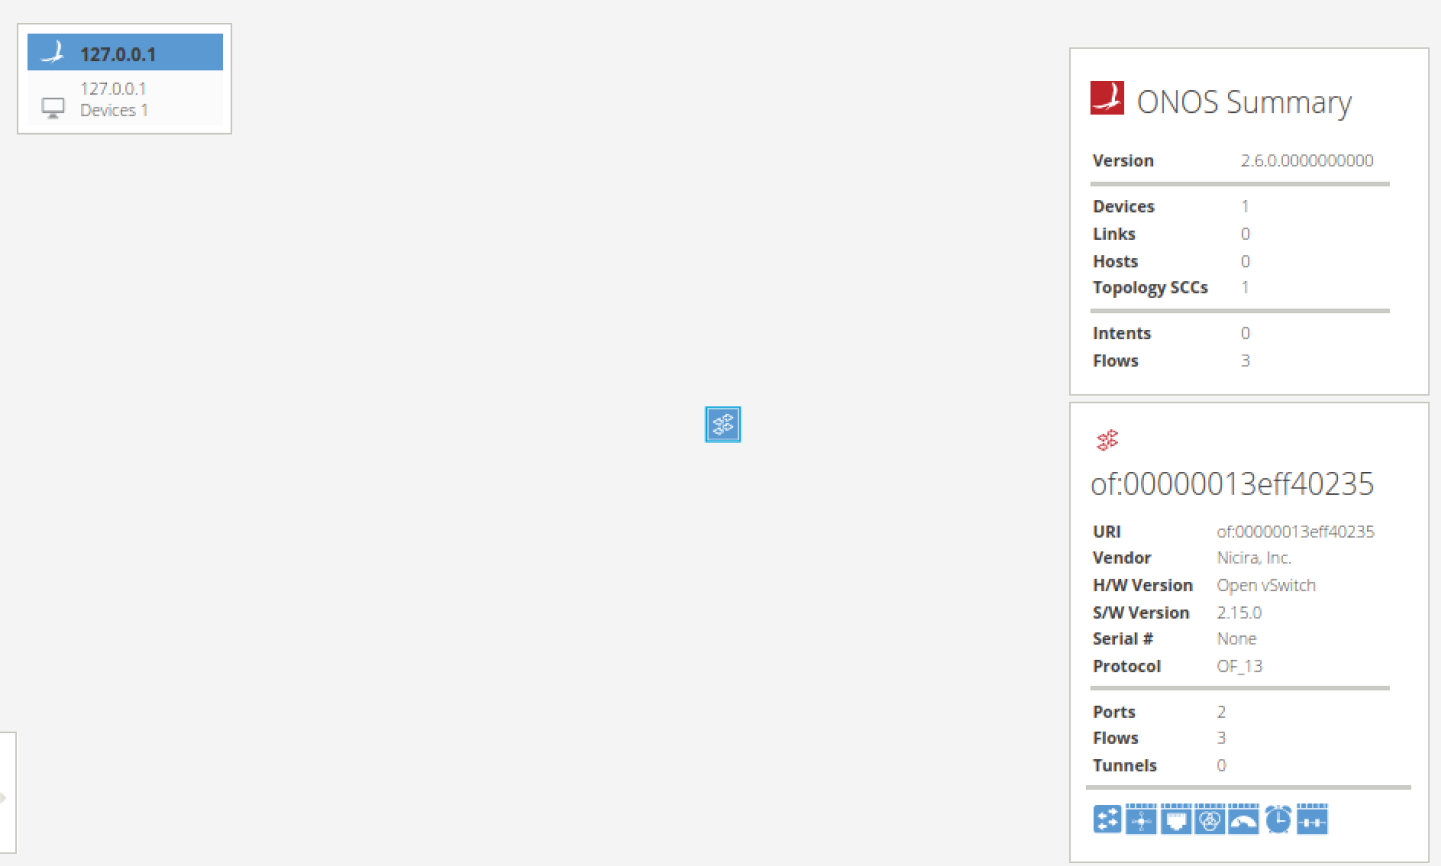 127.0.0.1
127.0.0.1
Devices 1
ONOS Summary
Version 2.6.0.0000000000
Devices 1
Links 0
Hosts 0
Topology SCCs 1
Intents 0
Flows 3
of:00000013eff40235
URI of:00000013eff40235
Vendor Nicira, Inc.
H/W Version Open vSwitch
S/W Version 2.15.0
Serial # None
Protocol OF_13
Ports 2
Flows 3
Tunnels 0